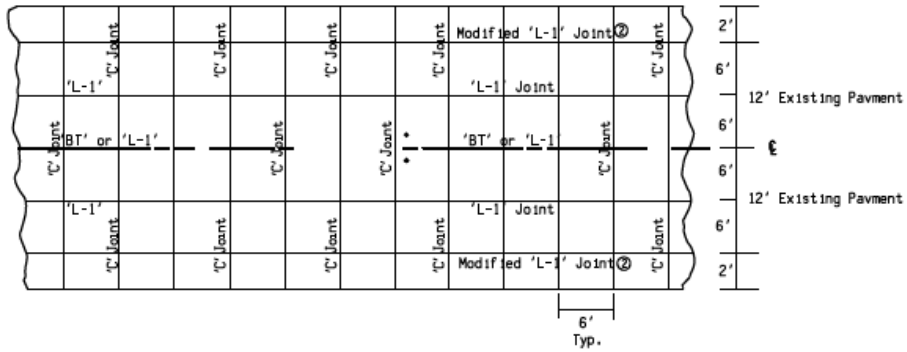 'C' Joint
'C' Joint
'C' Joint
'C' Joint
Modified 'L-1' Joint ②
'C' Joint
2'
6'
'L-1'
'L-1' Joint
12' Existing Pavment
6'
'C' Joint
'BT' or 'L-1'
'C' Joint
'C' Joint
'BT' or 'L-1'
'C' Joint
℄
6'
12' Existing Pavment
'L-1'
'L-1' Joint
6'
'C' Joint
'C' Joint
'C' Joint
'C' Joint
Modified 'L-1' Joint ②
'C' Joint
2'
6'
Typ.